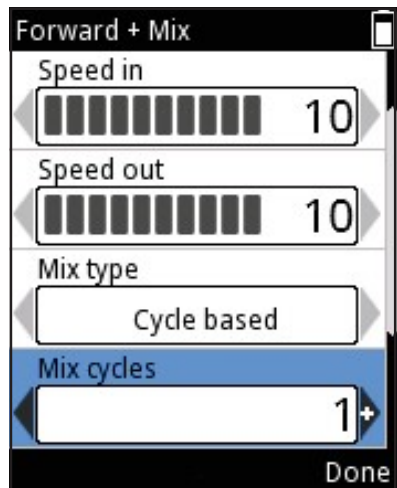 Forward + Mix
Speed in
10
Speed out
10
Mix type
Cycle based
Mix cycles
1
Done